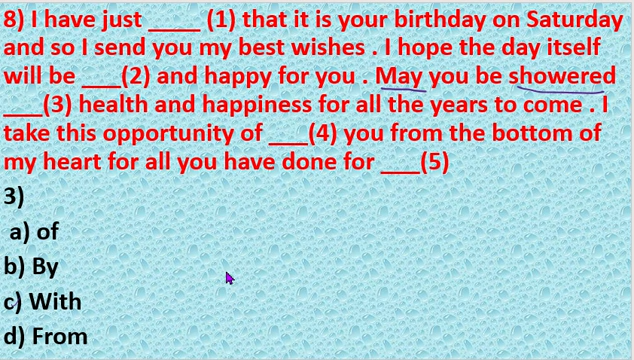 8) I have just ____ (1) that it is your birthday on Saturday
and so I send you my best wishes . I hope the day itself
will be ___(2) and happy for you . May you be showered
___(3) health and happiness for all the years to come . I
take this opportunity of ___(4) you from the bottom of
my heart for all you have done for ___(5)
3)
a) of
b) By
c) With
d) From